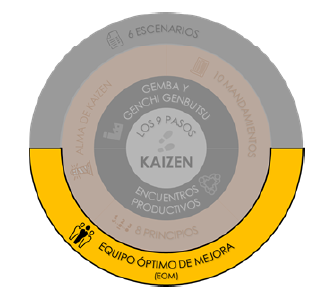 6 ESCENARIOS
10 MANDAMIENTOS
ALMA DE KAIZEN
GEMBA Y
GENCHI GENBUTSU
LOS 9 PASOS
KAIZEN
ENCUENTROS
PRODUCTIVOS
8 PRINCIPIOS
EQUIPO ÓPTIMO DE MEJORA
(EOM)